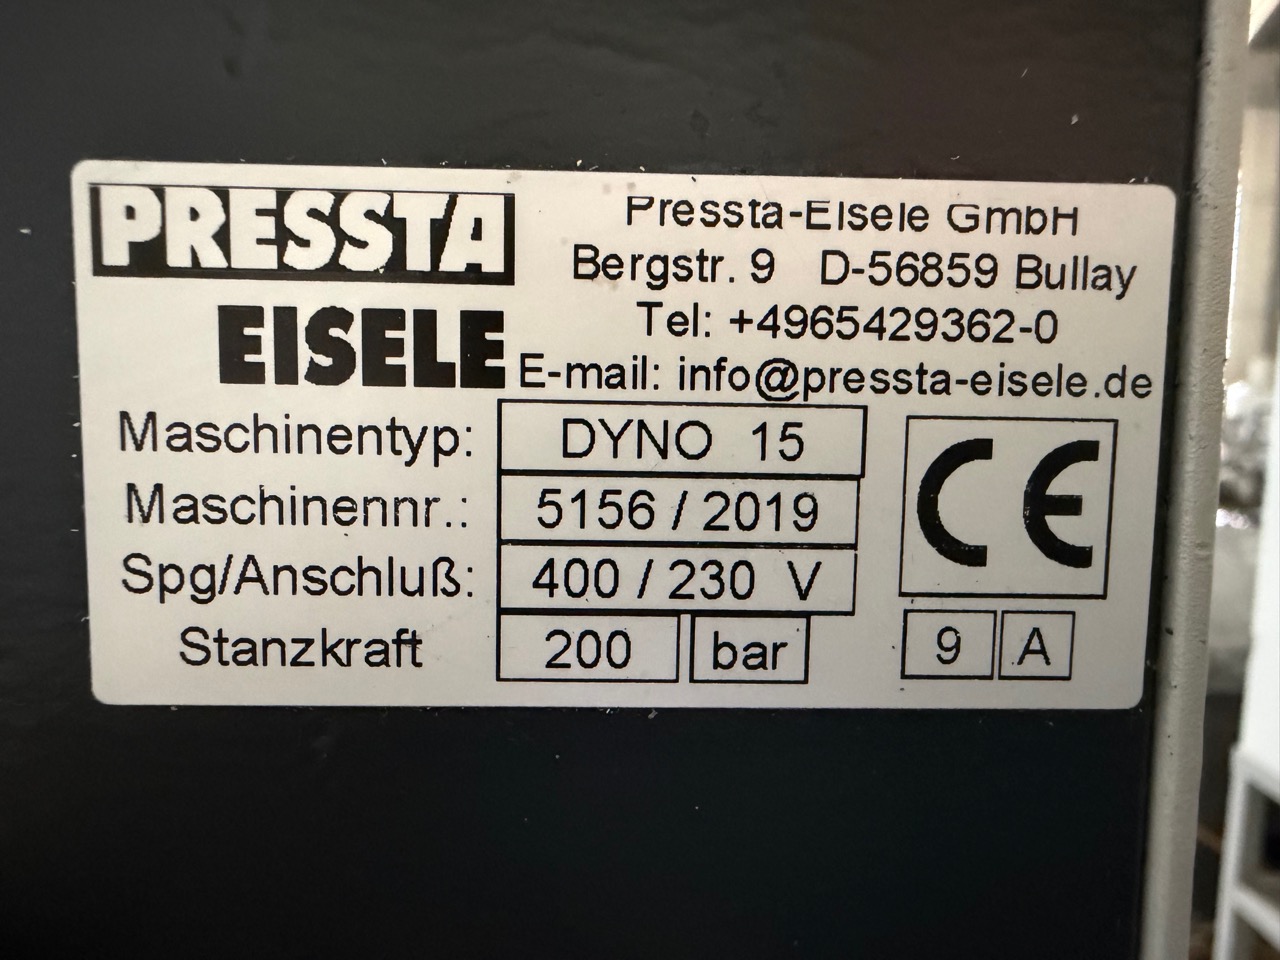 PRESSTA
EISELE
Pressta-Eisele GmbH
Bergstr. 9 D-56859 Bullay
Tel: +4965429362-0
E-mail: info@pressta-eisele.de
Maschinentyp: DYNO 15
Maschinennr.: 5156 / 2019
Spg/Anschluß: 400 / 230 V
Stanzkraft 200 bar
CE
9 A